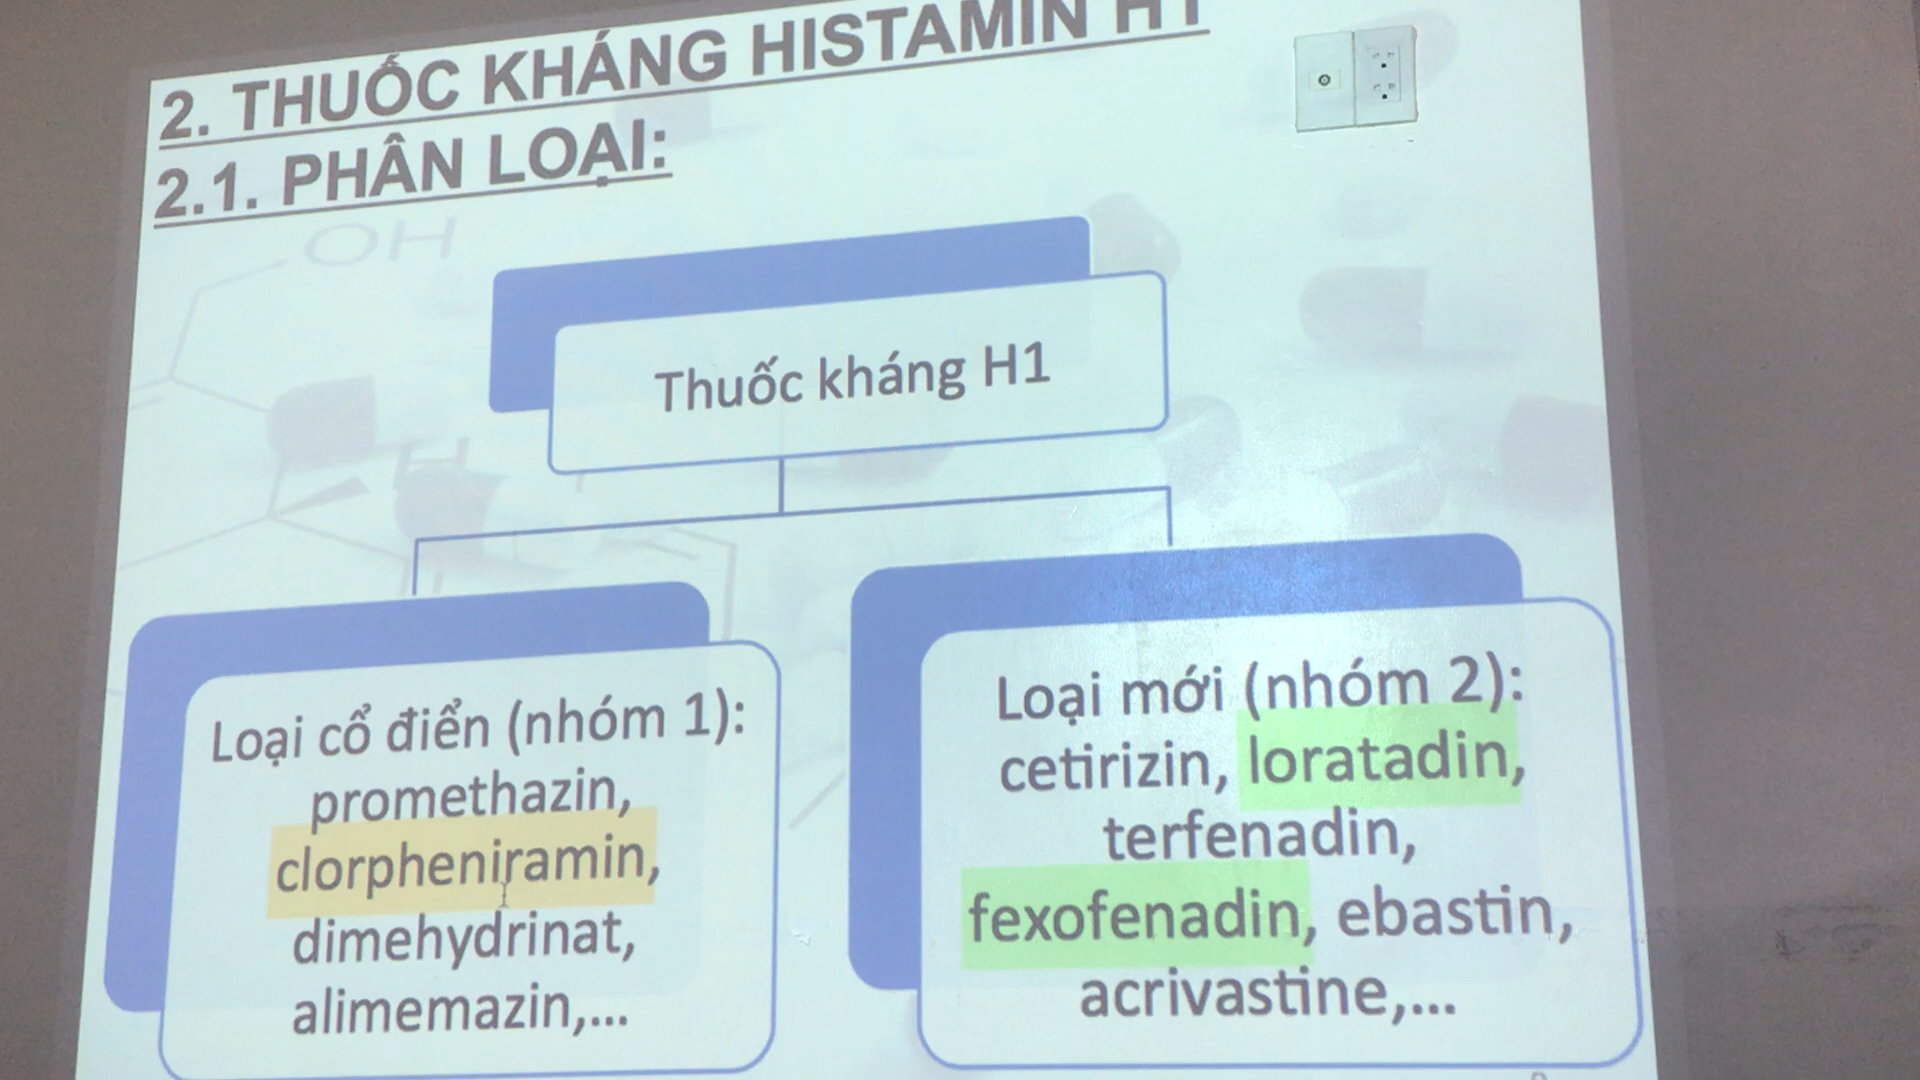 2. THUỐC KHÁNG HISTAMIN H1
2.1. PHÂN LOẠI:
OH
H
Thuốc kháng H1
Loại cổ điển (nhóm 1):
promethazin,
clorpheniramin,
dimehydrinat,
alimemazin,...
Loại mới (nhóm 2):
cetirizin, loratadin,
terfenadin,
fexofenadin, ebastin,
acrivastine,...